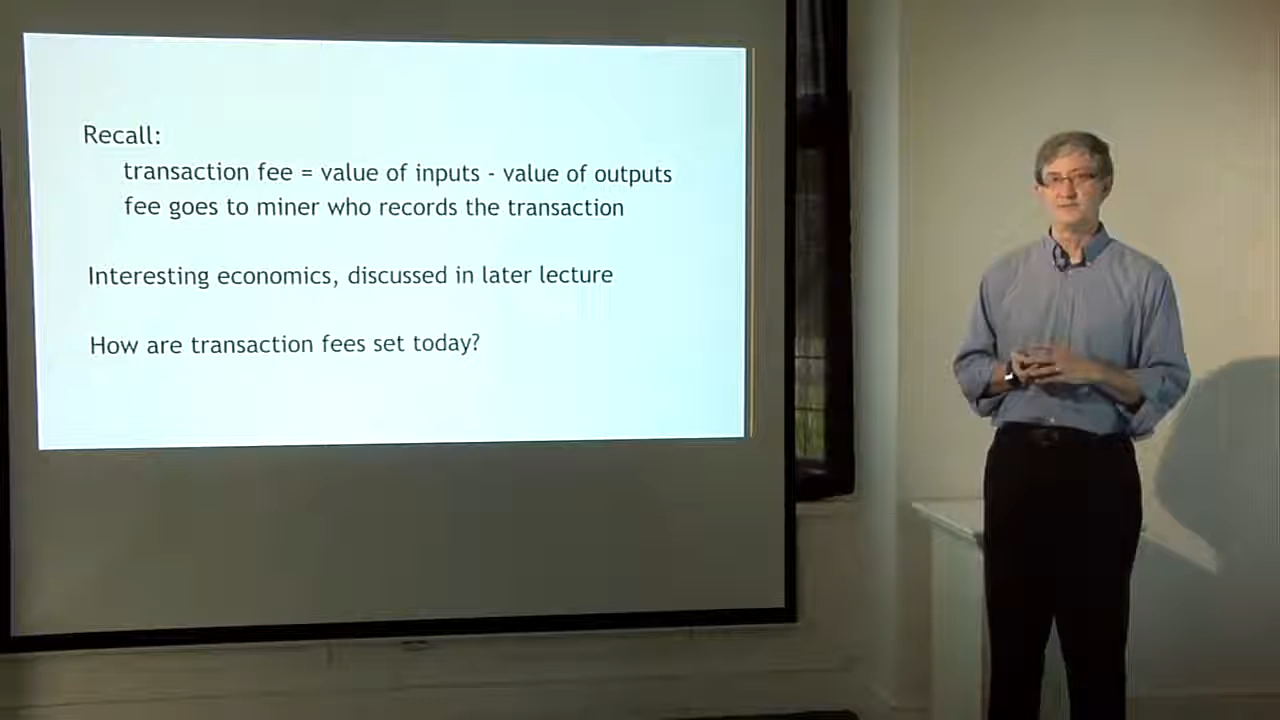 Recall:
transaction fee = value of inputs - value of outputs
fee goes to miner who records the transaction
Interesting economics, discussed in later lecture
How are transaction fees set today?